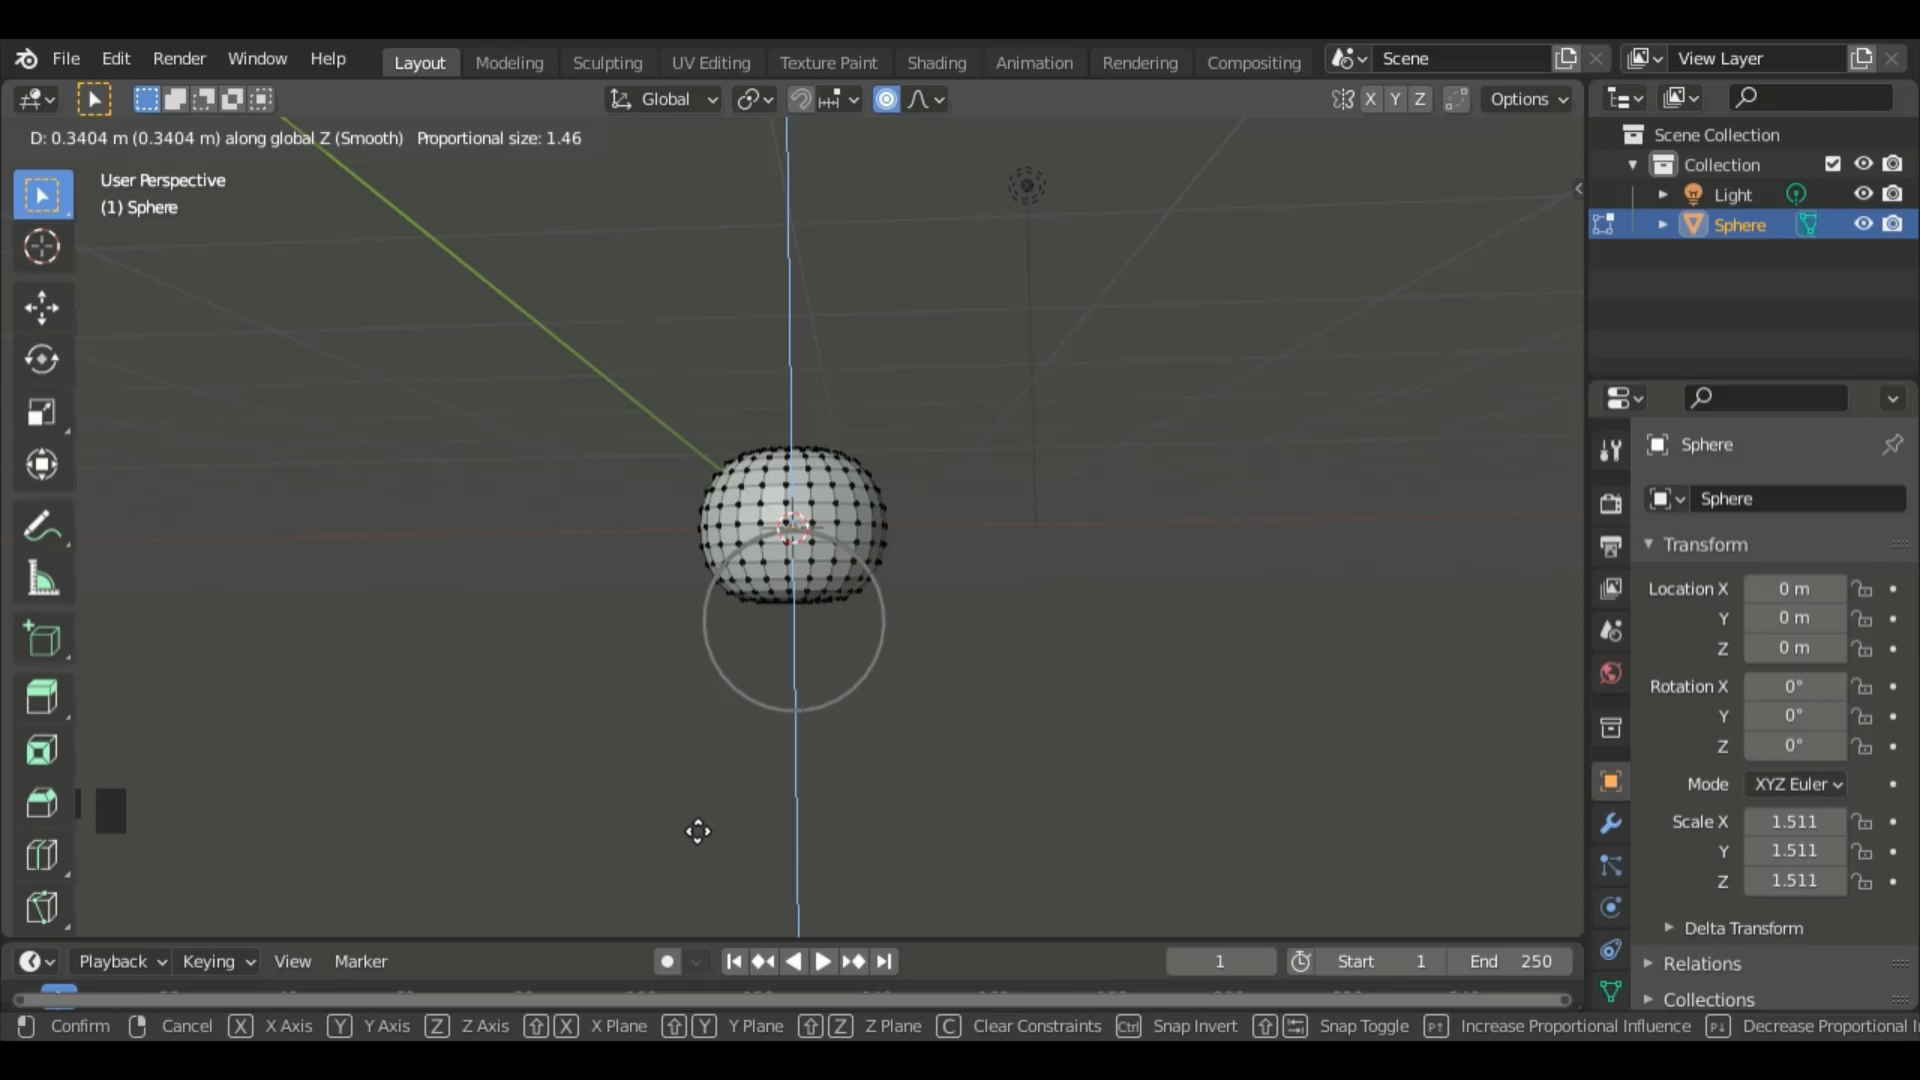 File Edit Render Window Help Layout Modeling Sculpting UV Editing Texture Paint Shading Animation Rendering Compositing Scene View Layer
Global X Y Z Options
D: 0.3404 m (0.3404 m) along global Z (Smooth) Proportional size: 1.46
User Perspective
(1) Sphere
Scene Collection
Collection
Light
Sphere
Sphere
Sphere
Transform
Location X 0 m
Y 0 m
Z 0 m
Rotation X 0°
Y 0°
Z 0°
Mode XYZ Euler
Scale X 1.511
Y 1.511
Z 1.511
Delta Transform
Relations
Collections
Playback Keying View Marker 1 Start 1 End 250
Confirm Cancel X X Axis Y Y Axis Z Z Axis X X Plane Y Y Plane Z Z Plane C Clear Constraints Ctrl Snap Invert Snap Toggle P↑ Increase Proportional Influence P↓ Decrease Proportional